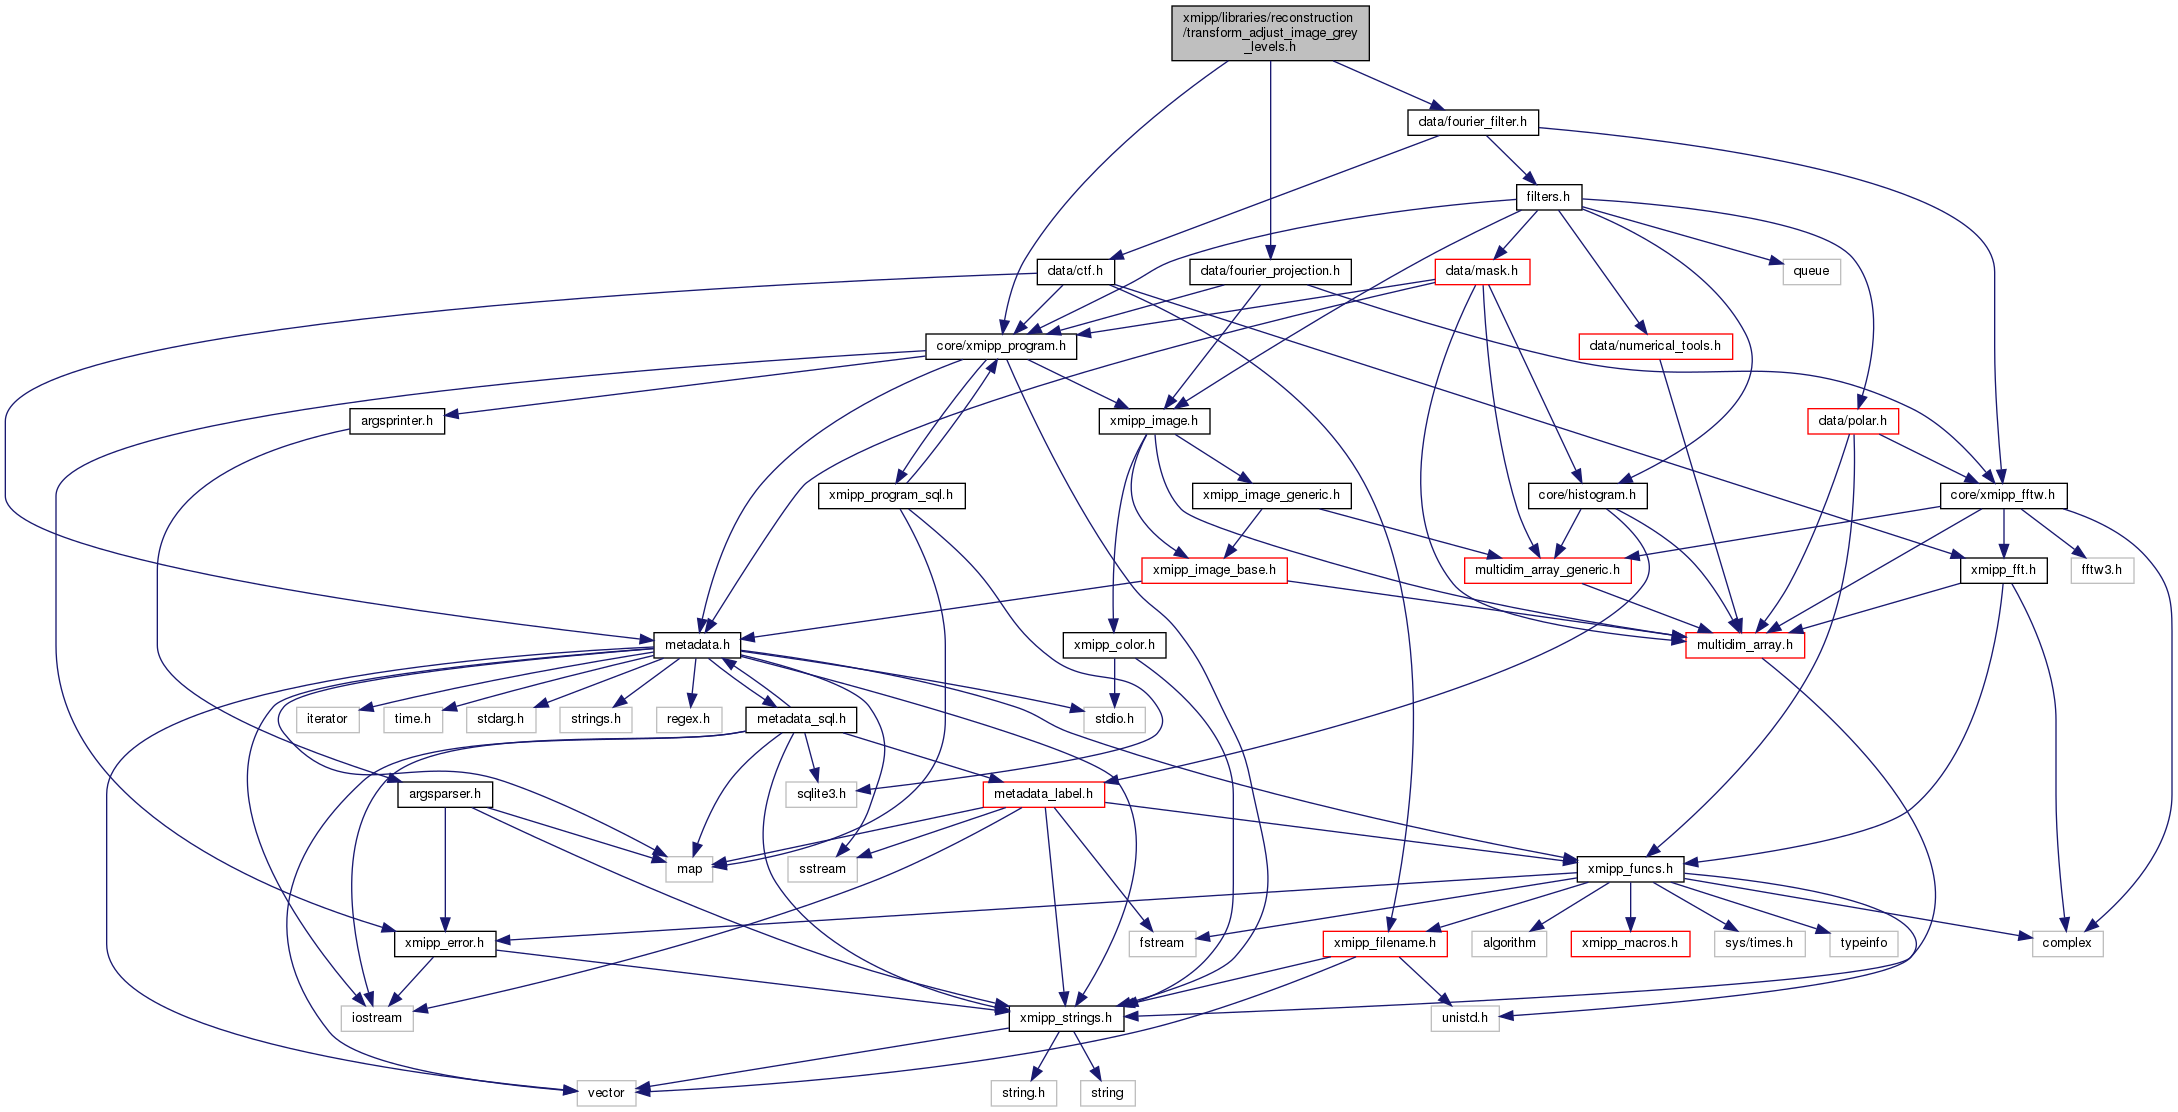 xmipp/libraries/reconstruction
/transform_adjust_image_grey
_levels.h
data/fourier_filter.h
filters.h
data/ctf.h
data/fourier_projection.h
data/mask.h
queue
core/xmipp_program.h
data/numerical_tools.h
argsprinter.h
xmipp_image.h
data/polar.h
xmipp_program_sql.h
xmipp_image_generic.h
core/histogram.h
core/xmipp_fftw.h
xmipp_image_base.h
multidim_array_generic.h
xmipp_fft.h
fftw3.h
metadata.h
xmipp_color.h
multidim_array.h
iterator
time.h
stdarg.h
strings.h
regex.h
metadata_sql.h
stdio.h
argsparser.h
sqlite3.h
metadata_label.h
map
sstream
xmipp_funcs.h
xmipp_error.h
fstream
xmipp_filename.h
algorithm
xmipp_macros.h
sys/times.h
typeinfo
complex
iostream
xmipp_strings.h
unistd.h
vector
string.h
string